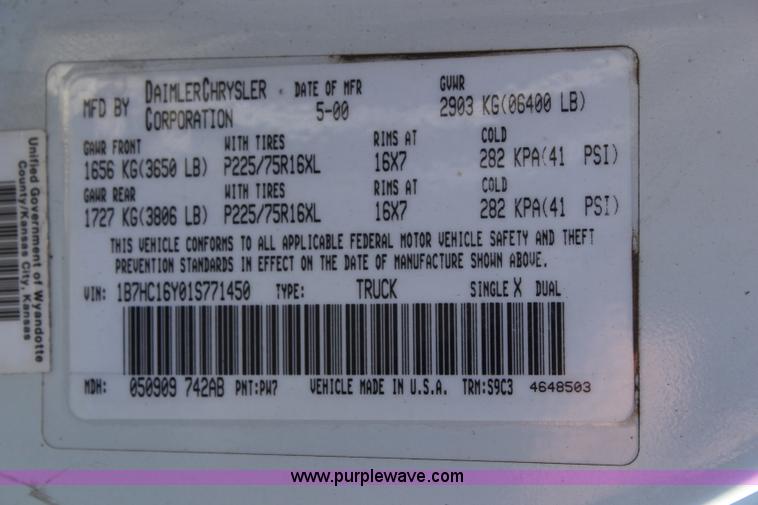 MFD BY DAIMLERCHRYSLER CORPORATION DATE OF MFR 5-00 GVWR 2903 KG(06400 LB)
GAWR FRONT WITH TIRES RIMS AT COLD
1656 KG(3650 LB) P225/75R16XL 16X7 282 KPA(41 PSI)
GAWR REAR WITH TIRES RIMS AT COLD
1727 KG(3806 LB) P225/75R16XL 16X7 282 KPA(41 PSI)
THIS VEHICLE CONFORMS TO ALL APPLICABLE FEDERAL MOTOR VEHICLE SAFETY AND THEFT
PREVENTION STANDARDS IN EFFECT ON THE DATE OF MANUFACTURE SHOWN ABOVE.
VIN: 1B7HC16Y01S771450 TYPE: TRUCK SINGLE X DUAL
MDH: 050909 742AB PNT:PW7 VEHICLE MADE IN U.S.A. TRM:S9C3 4648503
Unified Government of Wyandotte
County/Kansas City, Kansas
www.purplewave.com